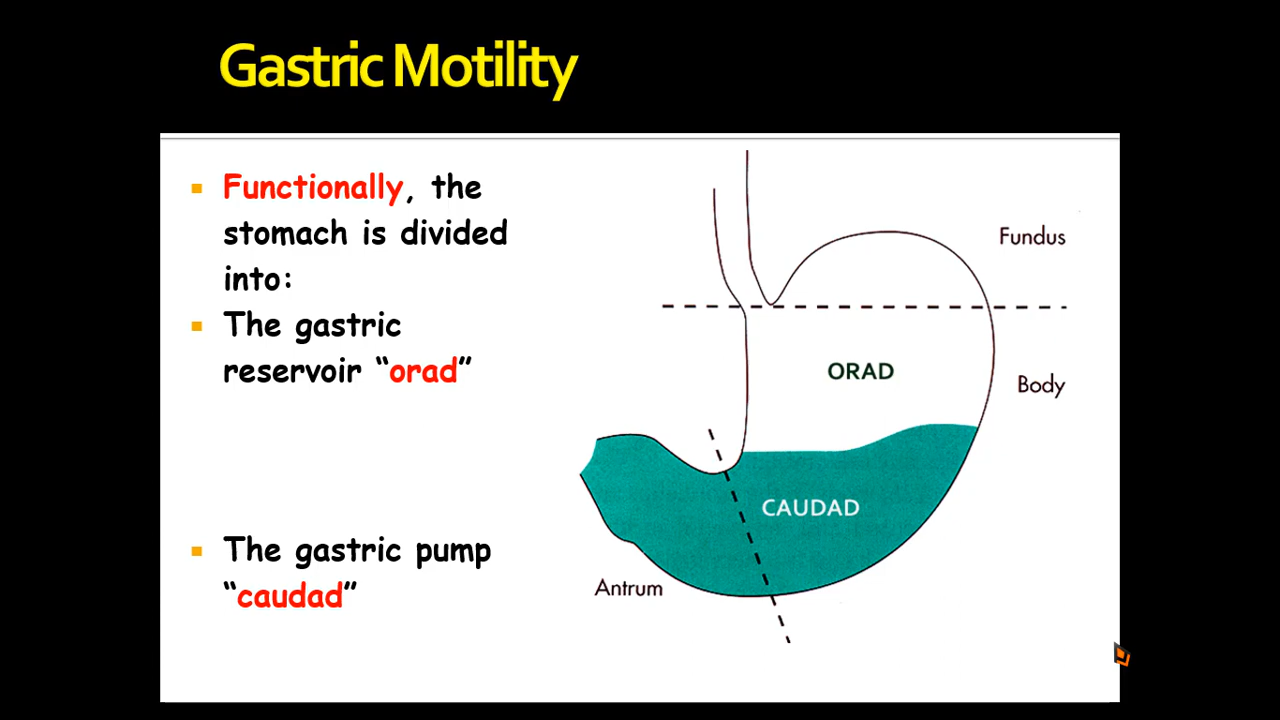 Gastric Motility
Functionally, the
stomach is divided
into:
The gastric
reservoir “orad”
The gastric pump
“caudad”
Fundus
ORAD
Body
CAUDAD
Antrum